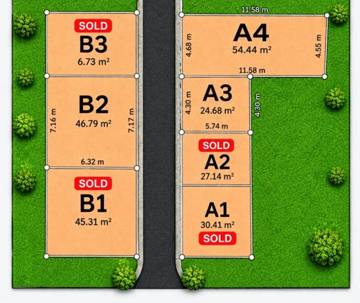 SOLD
B3
6.73 m²
B2
46.79 m²
7.16 m
7.17 m
6.32 m
SOLD
B1
45.31 m²
11.58 m
A4
54.44 m²
4.68 m
4.55 m
11.58 m
A3
24.68 m²
4.30 m
4.30 m
5.74 m
SOLD
A2
27.14 m²
A1
30.41 m²
SOLD